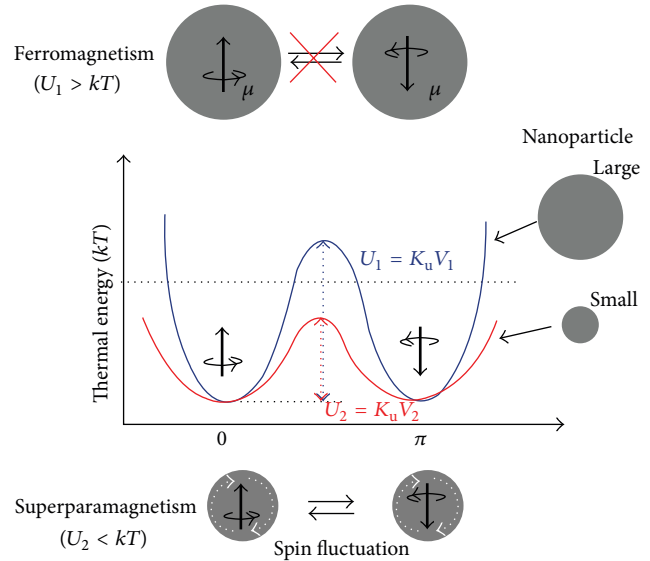 Ferromagnetism
(U₁ > kT)
μ
μ
Nanoparticle
Large
Thermal energy (kT)
U₁ = KᵤV₁
Small
U₂ = KᵤV₂
0
π
Superparamagnetism
(U₂ < kT)
Spin fluctuation